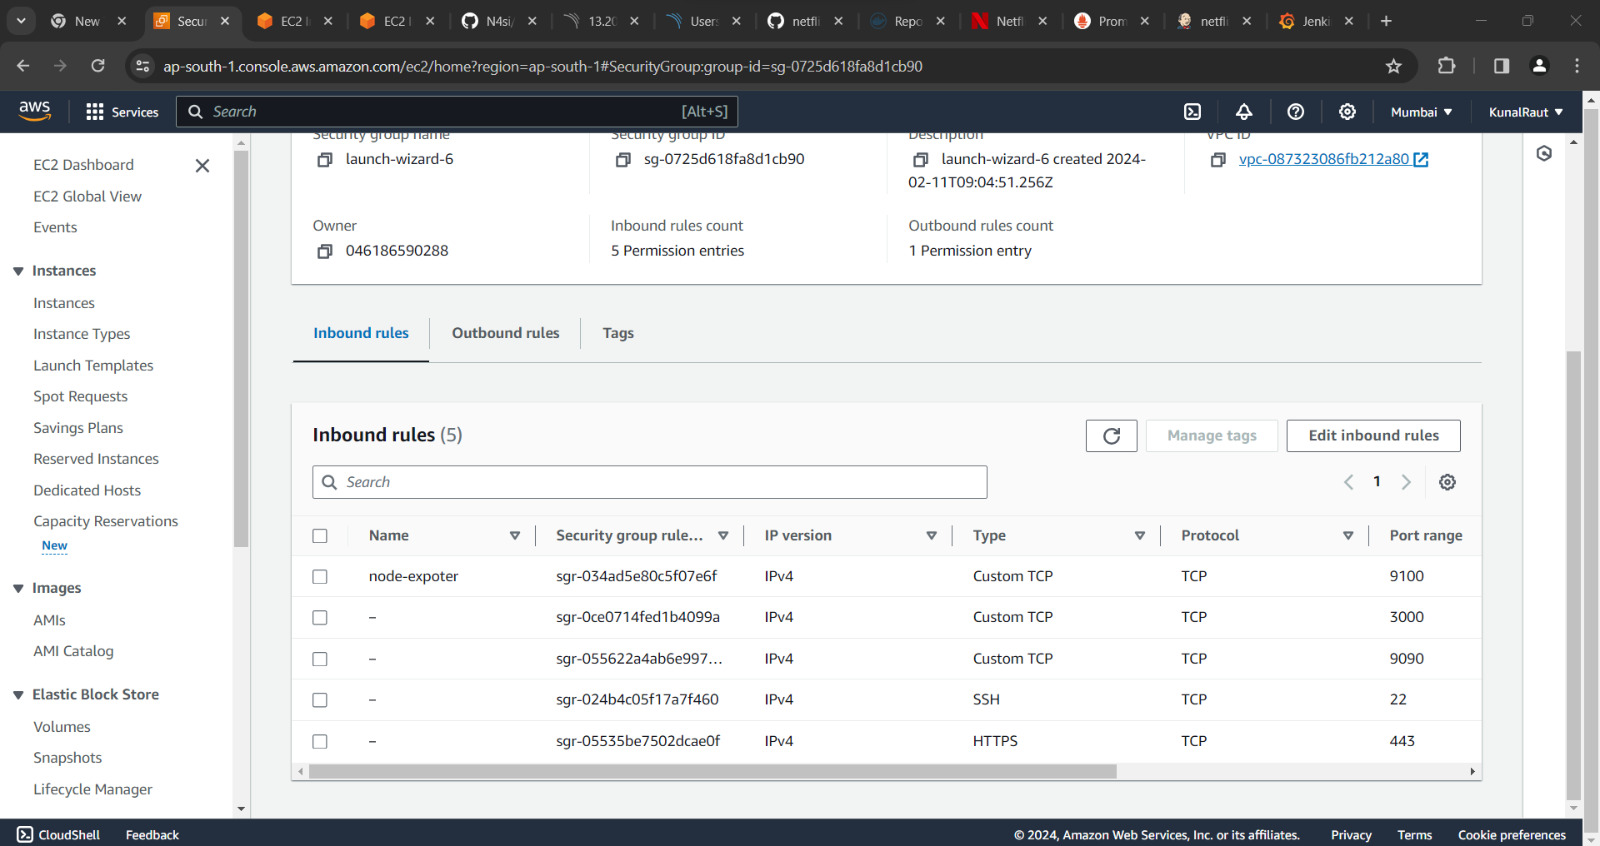 New Secur EC2 I EC2 I N4si/ 13.20 Users netfli Repo Netfl Prom netfli Jenki
ap-south-1.console.aws.amazon.com/ec2/home?region=ap-south-1#SecurityGroup:group-id=sg-0725d618fa8d1cb90
aws Services Search [Alt+S] Mumbai KunalRaut
EC2 Dashboard
EC2 Global View
Events
Instances
Instances
Instance Types
Launch Templates
Spot Requests
Savings Plans
Reserved Instances
Dedicated Hosts
Capacity Reservations
New
Images
AMIs
AMI Catalog
Elastic Block Store
Volumes
Snapshots
Lifecycle Manager
Security group name Security group ID Description VPC ID
launch-wizard-6 sg-0725d618fa8d1cb90 launch-wizard-6 created 2024- vpc-087323086fb212a80
02-11T09:04:51.256Z
Owner Inbound rules count Outbound rules count
046186590288 5 Permission entries 1 Permission entry
Inbound rules Outbound rules Tags
Inbound rules (5) Manage tags Edit inbound rules
Search 1
Name Security group rule... IP version Type Protocol Port range
node-expoter sgr-034ad5e80c5f07e6f IPv4 Custom TCP TCP 9100
– sgr-0ce0714fed1b4099a IPv4 Custom TCP TCP 3000
– sgr-055622a4ab6e997... IPv4 Custom TCP TCP 9090
– sgr-024b4c05f17a7f460 IPv4 SSH TCP 22
– sgr-05535be7502dcae0f IPv4 HTTPS TCP 443
CloudShell Feedback © 2024, Amazon Web Services, Inc. or its affiliates. Privacy Terms Cookie preferences